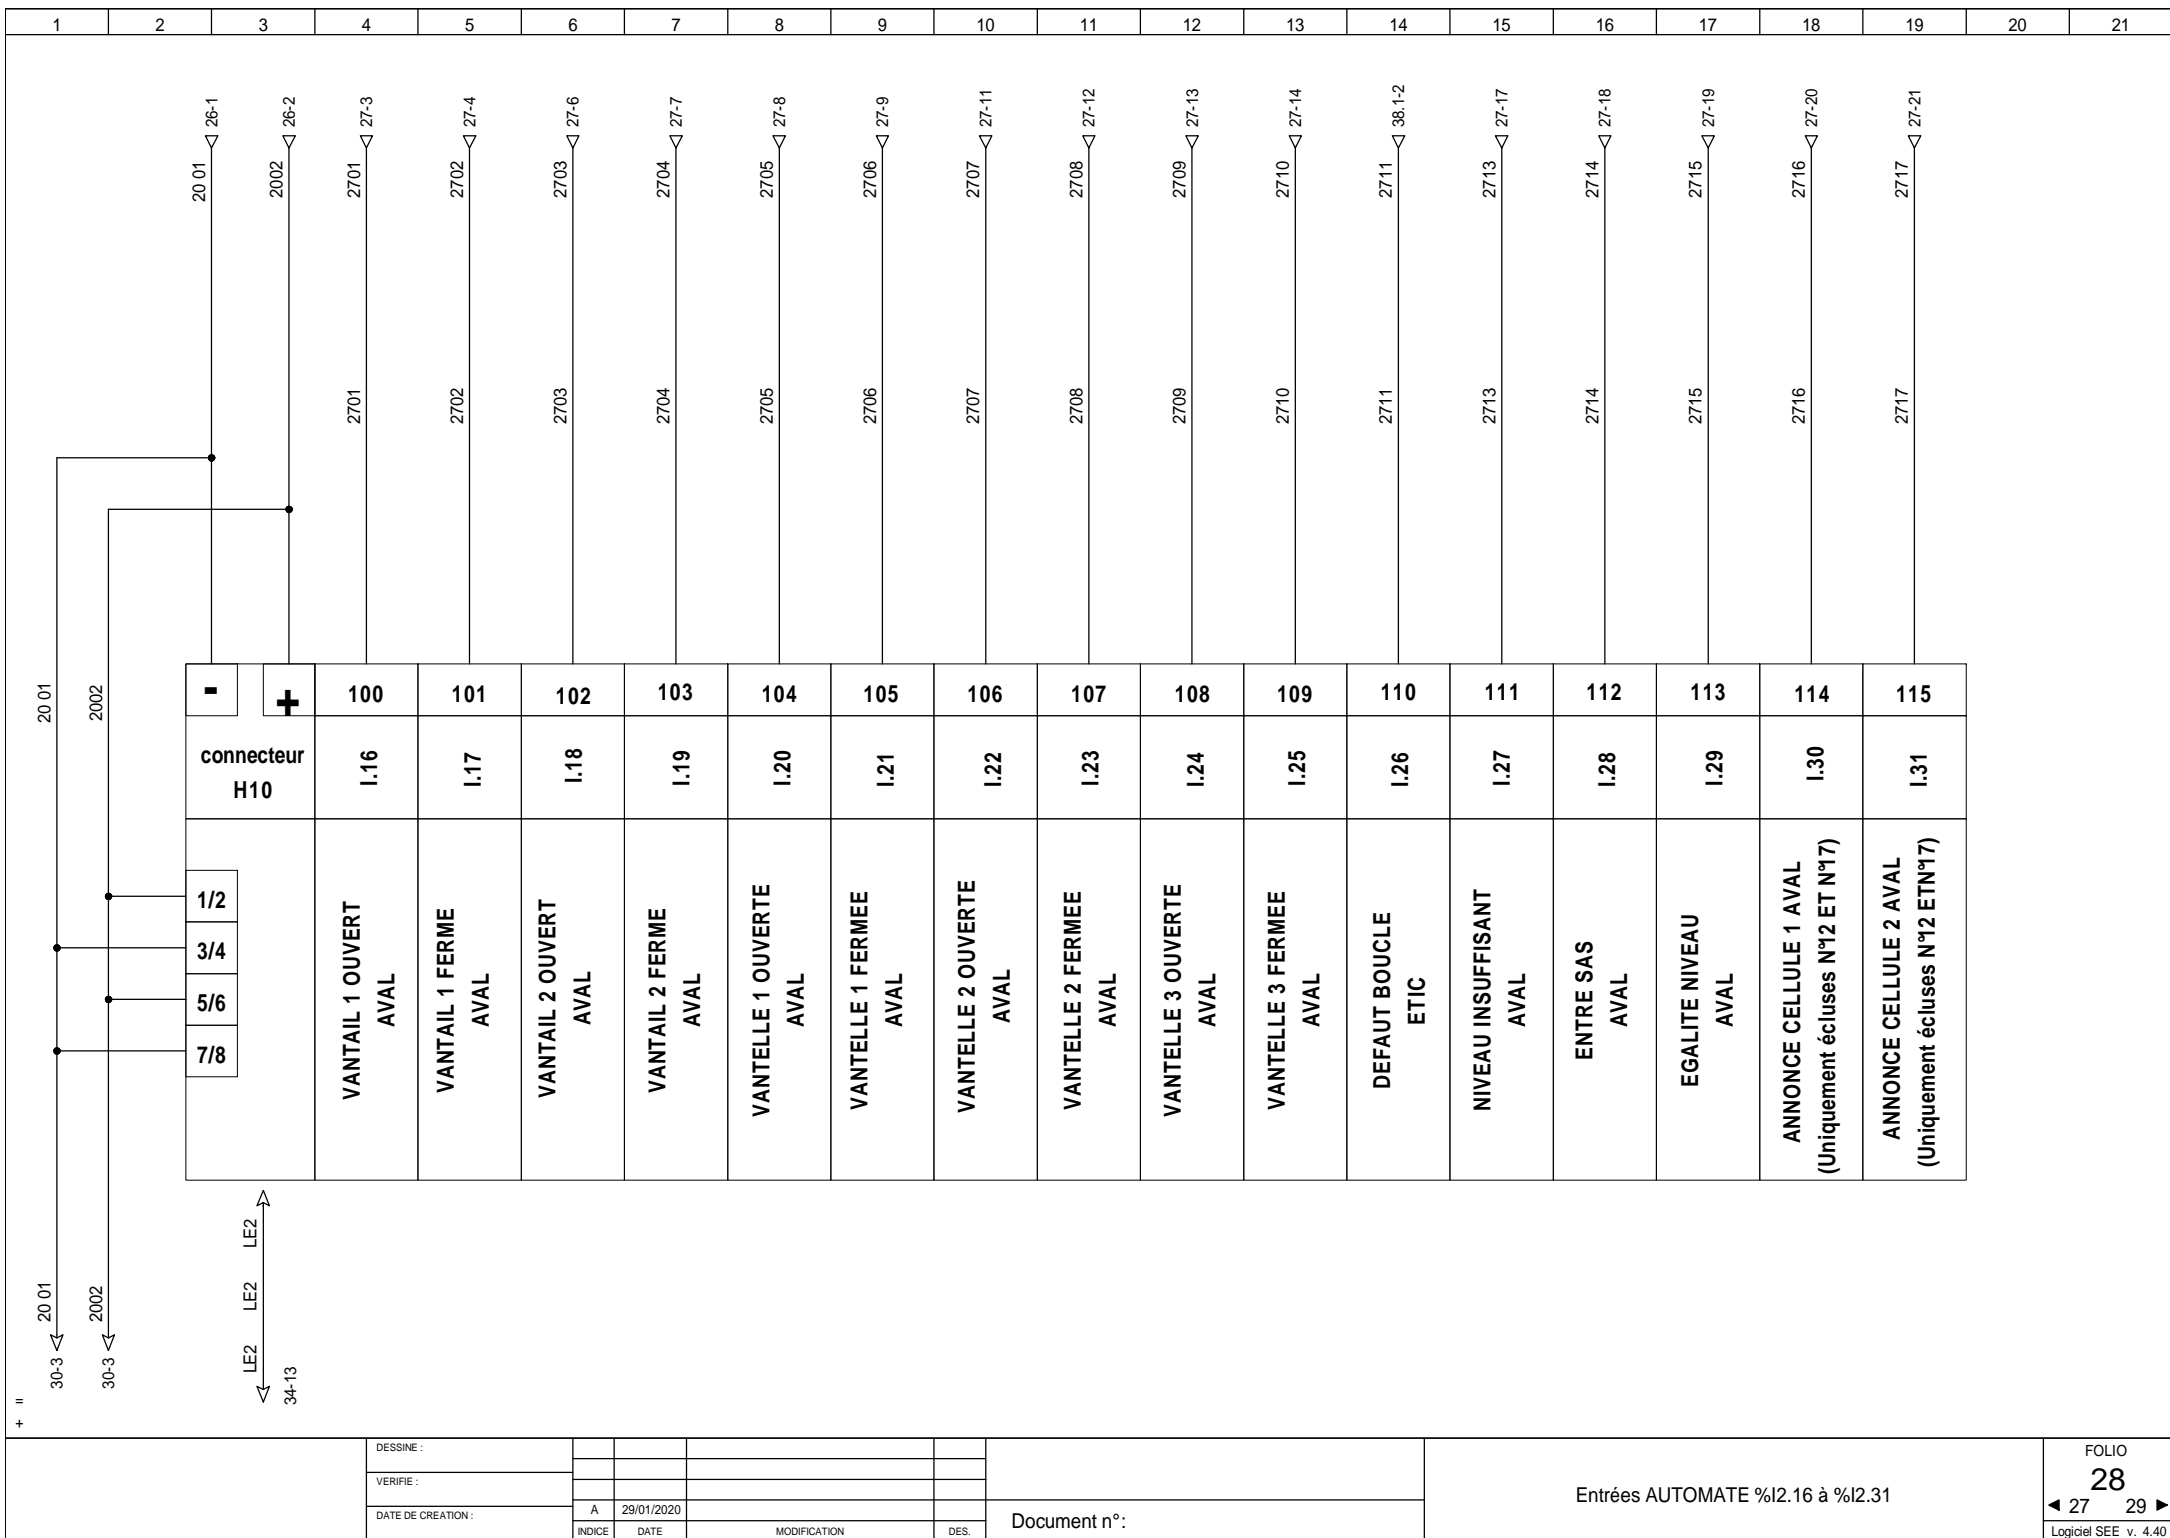 1 2 3 4 5 6 7 8 9 10 11 12 13 14 15 16 17 18 19 20 21
26-1 26-2 27-3 27-4 27-6 27-7 27-8 27-9 27-11 27-12 27-13 27-14 38.1-2 27-17 27-18 27-19 27-20 27-21
20 01 2002 2701 2702 2703 2704 2705 2706 2707 2708 2709 2710 2711 2713 2714 2715 2716 2717
2701 2702 2703 2704 2705 2706 2707 2708 2709 2710 2711 2713 2714 2715 2716 2717
20 01 2002
- + 100 101 102 103 104 105 106 107 108 109 110 111 112 113 114 115
connecteur
H10
I.16 I.17 I.18 I.19 I.20 I.21 I.22 I.23 I.24 I.25 I.26 I.27 I.28 I.29 I.30 I.31
1/2
3/4
5/6
7/8
VANTAIL 1 OUVERT
AVAL
VANTAIL 1 FERME
AVAL
VANTAIL 2 OUVERT
AVAL
VANTAIL 2 FERME
AVAL
VANTELLE 1 OUVERTE
AVAL
VANTELLE 1 FERMEE
AVAL
VANTELLE 2 OUVERTE
AVAL
VANTELLE 2 FERMEE
AVAL
VANTELLE 3 OUVERTE
AVAL
VANTELLE 3 FERMEE
AVAL
DEFAUT BOUCLE
ETIC
NIVEAU INSUFFISANT
AVAL
ENTRE SAS
AVAL
EGALITE NIVEAU
AVAL
ANNONCE CELLULE 1 AVAL
(Uniquement écluses N°12 ET N°17)
ANNONCE CELLULE 2 AVAL
(Uniquement écluses N°12 ETN°17)
LE2
LE2
LE2
34-13
20 01 2002
30-3 30-3
=
+
DESSINE :
VERIFIE :
DATE DE CREATION :
A 29/01/2020
INDICE DATE MODIFICATION DES.
Document n°:
Entrées AUTOMATE %I2.16 à %I2.31
FOLIO
28
◄ 27 29 ►
Logiciel SEE v. 4.40